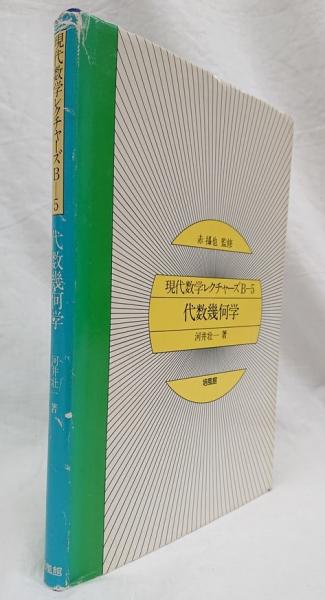 現代数学レクチャーズB-5
代数幾何学
河井壮一 著
培風館
赤 攝也 監修
現代数学レクチャーズB-5
代数幾何学
河井壮一 著
培風館